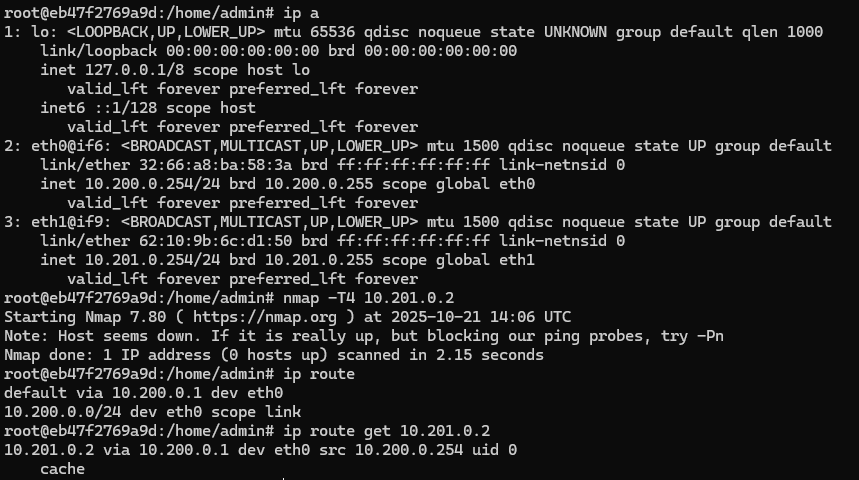 root@eb47f2769a9d:/home/admin# ip a
1: lo: <LOOPBACK,UP,LOWER_UP> mtu 65536 qdisc noqueue state UNKNOWN group default qlen 1000
    link/loopback 00:00:00:00:00:00 brd 00:00:00:00:00:00
    inet 127.0.0.1/8 scope host lo
       valid_lft forever preferred_lft forever
    inet6 ::1/128 scope host
       valid_lft forever preferred_lft forever
2: eth0@if6: <BROADCAST,MULTICAST,UP,LOWER_UP> mtu 1500 qdisc noqueue state UP group default
    link/ether 32:66:a8:ba:58:3a brd ff:ff:ff:ff:ff:ff link-netnsid 0
    inet 10.200.0.254/24 brd 10.200.0.255 scope global eth0
       valid_lft forever preferred_lft forever
3: eth1@if9: <BROADCAST,MULTICAST,UP,LOWER_UP> mtu 1500 qdisc noqueue state UP group default
    link/ether 62:10:9b:6c:d1:50 brd ff:ff:ff:ff:ff:ff link-netnsid 0
    inet 10.201.0.254/24 brd 10.201.0.255 scope global eth1
       valid_lft forever preferred_lft forever
root@eb47f2769a9d:/home/admin# nmap -T4 10.201.0.2
Starting Nmap 7.80 ( https://nmap.org ) at 2025-10-21 14:06 UTC
Note: Host seems down. If it is really up, but blocking our ping probes, try -Pn
Nmap done: 1 IP address (0 hosts up) scanned in 2.15 seconds
root@eb47f2769a9d:/home/admin# ip route
default via 10.200.0.1 dev eth0
10.200.0.0/24 dev eth0 scope link
root@eb47f2769a9d:/home/admin# ip route get 10.201.0.2
10.201.0.2 via 10.200.0.1 dev eth0 src 10.200.0.254 uid 0
    cache